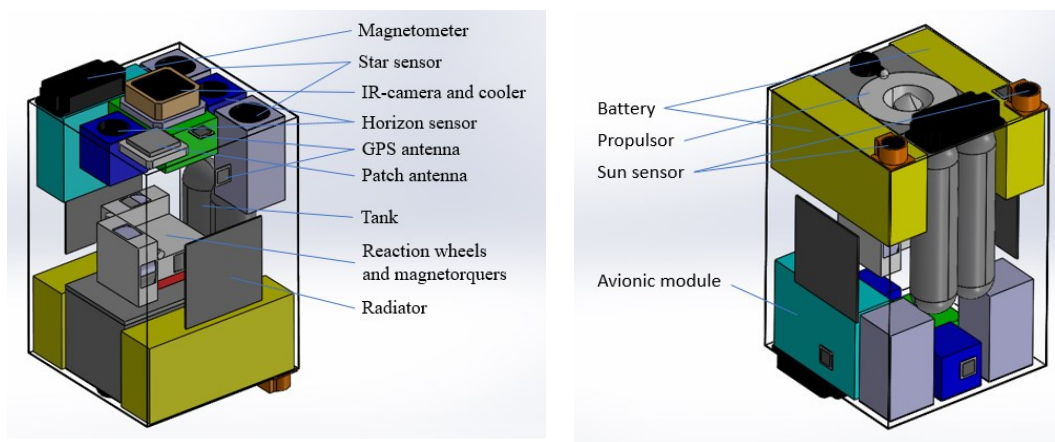 Magnetometer
Star sensor
IR-camera and cooler
Horizon sensor
GPS antenna
Patch antenna
Tank
Reaction wheels
and magnetorquers
Radiator
Battery
Propulsor
Sun sensor
Avionic module